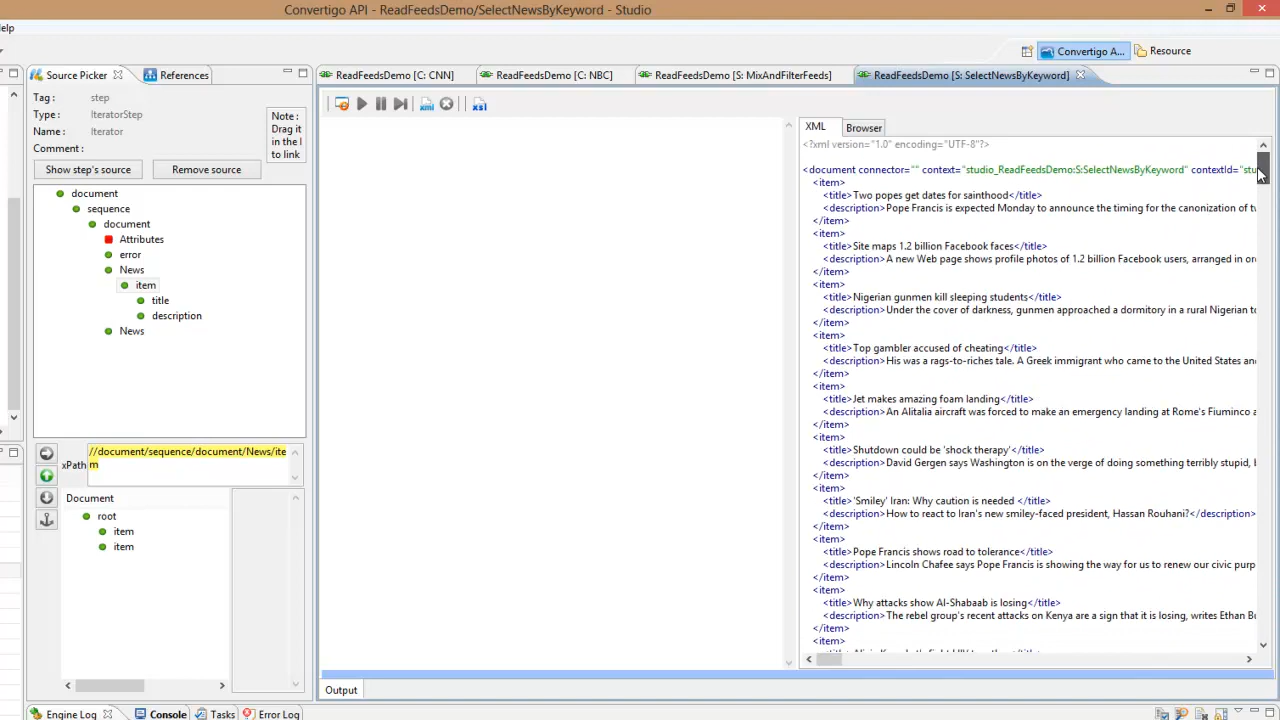 Convertigo API - ReadFeedsDemo/SelectNewsByKeyword - Studio
elp
Convertigo A...
Resource
Source Picker
References
Tag :
step
Type :
IteratorStep
Name :
Iterator
Comment :
Note :
Drag it
in the l
to link
Show step's source
Remove source
document
sequence
document
Attributes
error
News
item
title
description
News
xPath
//document/sequence/document/News/ite
m
Document
root
item
item
ReadFeedsDemo [C: CNN]
ReadFeedsDemo [C: NBC]
ReadFeedsDemo [S: MixAndFilterFeeds]
ReadFeedsDemo [S: SelectNewsByKeyword]
xml
xsl
XML
Browser
<?xml version="1.0" encoding="UTF-8"?>
<document connector="" context="studio_ReadFeedsDemo:S:SelectNewsByKeyword" contextId="stu
<item>
<title>Two popes get dates for sainthood</title>
<description>Pope Francis is expected Monday to announce the timing for the canonization of tw
</item>
<item>
<title>Site maps 1.2 billion Facebook faces</title>
<description>A new Web page shows profile photos of 1.2 billion Facebook users, arranged in or
</item>
<item>
<title>Nigerian gunmen kill sleeping students</title>
<description>Under the cover of darkness, gunmen approached a dormitory in a rural Nigerian to
</item>
<item>
<title>Top gambler accused of cheating</title>
<description>His was a rags-to-riches tale. A Greek immigrant who came to the United States an
</item>
<item>
<title>Jet makes amazing foam landing</title>
<description>An Alitalia aircraft was forced to make an emergency landing at Rome's Fiuminco a
</item>
<item>
<title>Shutdown could be 'shock therapy'</title>
<description>David Gergen says Washington is on the verge of doing something terribly stupid, b
</item>
<item>
<title>'Smiley' Iran: Why caution is needed </title>
<description>How to react to Iran's new smiley-faced president, Hassan Rouhani?</description>
</item>
<item>
<title>Pope Francis shows road to tolerance</title>
<description>Lincoln Chafee says Pope Francis is showing the way for us to renew our civic purp
</item>
<item>
<title>Why attacks show Al-Shabaab is losing</title>
<description>The rebel group's recent attacks on Kenya are a sign that it is losing, writes Ethan Be
</item>
<item>
Output
Engine Log
Console
Tasks
Error Log